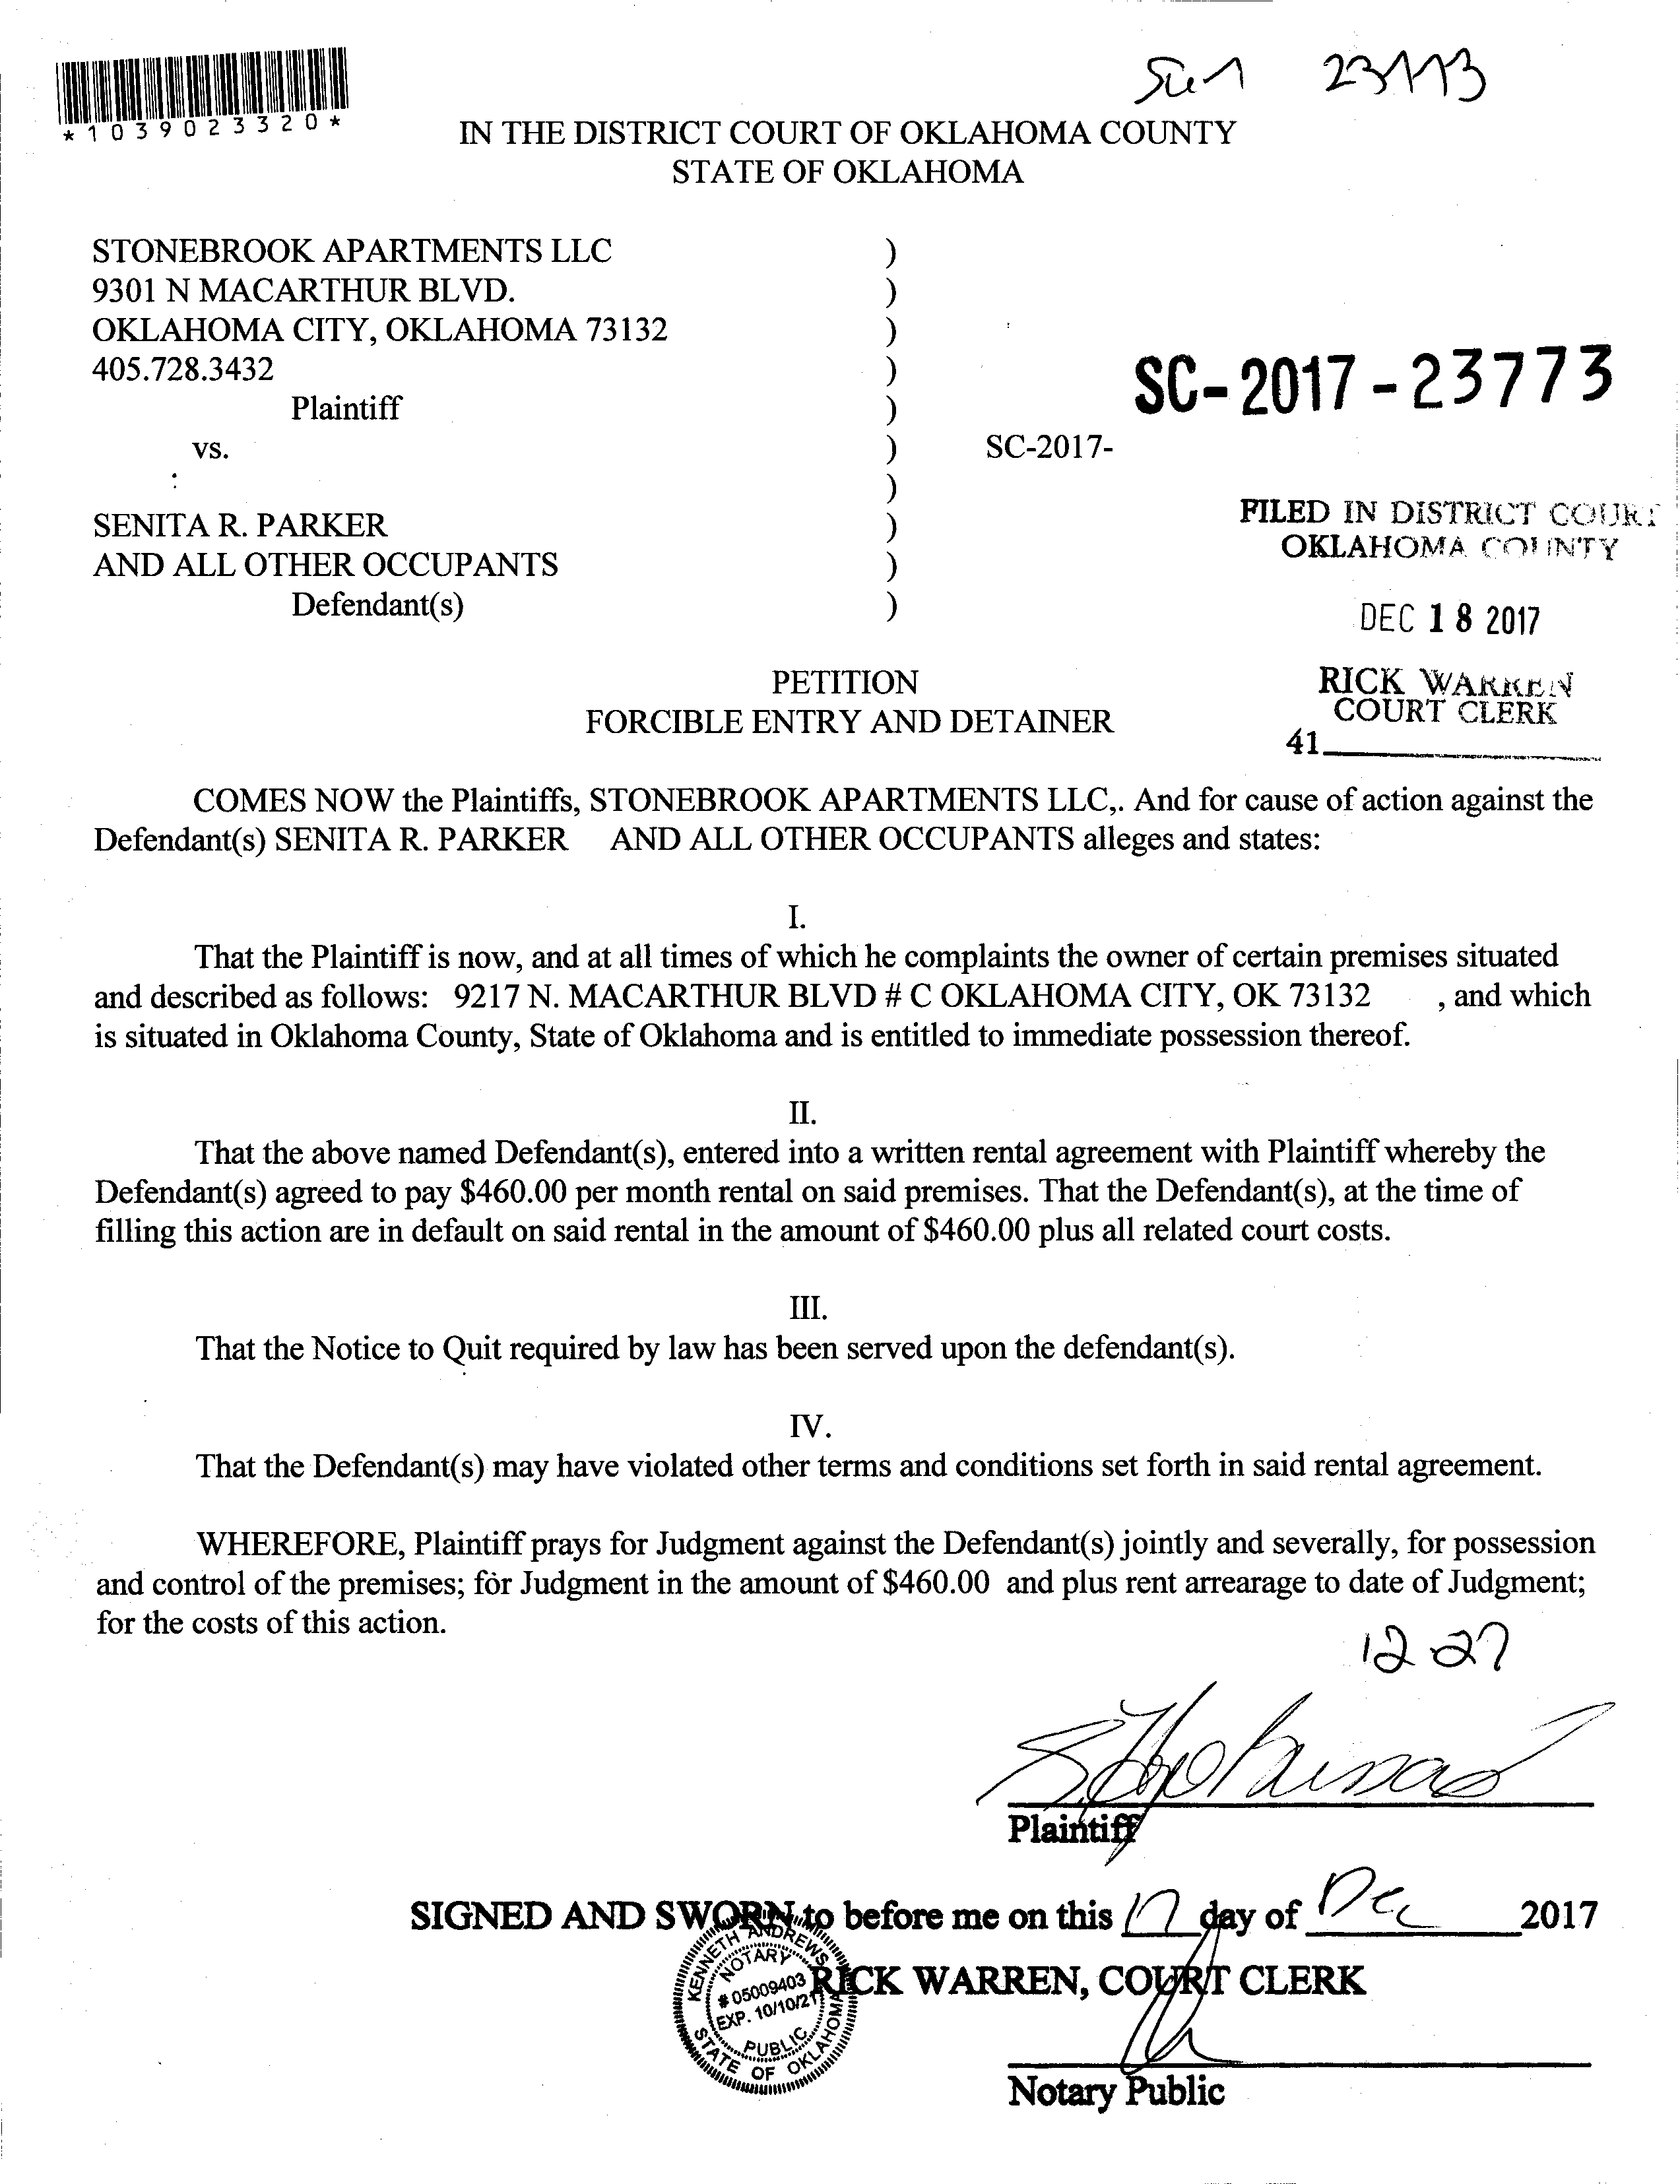 *1039023320*
IN THE DISTRICT COURT OF OKLAHOMA COUNTY
STATE OF OKLAHOMA
STONEBROOK APARTMENTS LLC )
9301 N MACARTHUR BLVD. )
OKLAHOMA CITY, OKLAHOMA 73132 )
405.728.3432 )
SC-2017-23773
Plaintiff )
vs. ) SC-2017-
)
SENITA R. PARKER )
AND ALL OTHER OCCUPANTS )
Defendant(s) )
FILED IN DISTRICT COURT
OKLAHOMA COUNTY
DEC 18 2017
RICK WARREN
COURT CLERK
41
PETITION
FORCIBLE ENTRY AND DETAINER
COMES NOW the Plaintiffs, STONEBROOK APARTMENTS LLC,. And for cause of action against the
Defendant(s) SENITA R. PARKER AND ALL OTHER OCCUPANTS alleges and states:
I.
That the Plaintiff is now, and at all times of which he complaints the owner of certain premises situated
and described as follows: 9217 N. MACARTHUR BLVD # C OKLAHOMA CITY, OK 73132 , and which
is situated in Oklahoma County, State of Oklahoma and is entitled to immediate possession thereof.
II.
That the above named Defendant(s), entered into a written rental agreement with Plaintiff whereby the
Defendant(s) agreed to pay $460.00 per month rental on said premises. That the Defendant(s), at the time of
filling this action are in default on said rental in the amount of $460.00 plus all related court costs.
III.
That the Notice to Quit required by law has been served upon the defendant(s).
IV.
That the Defendant(s) may have violated other terms and conditions set forth in said rental agreement.
WHEREFORE, Plaintiff prays for Judgment against the Defendant(s) jointly and severally, for possession
and control of the premises; for Judgment in the amount of $460.00 and plus rent arrearage to date of Judgment;
for the costs of this action.
12 27
Plaintiff
SIGNED AND SWORN to before me on this 17 day of Dec 2017
RICK WARREN, COURT CLERK
KENNETH ANDREWS
NOTARY
# 05009403
EXP. 10/10/21
PUBLIC
STATE OF OKLAHOMA
Notary Public